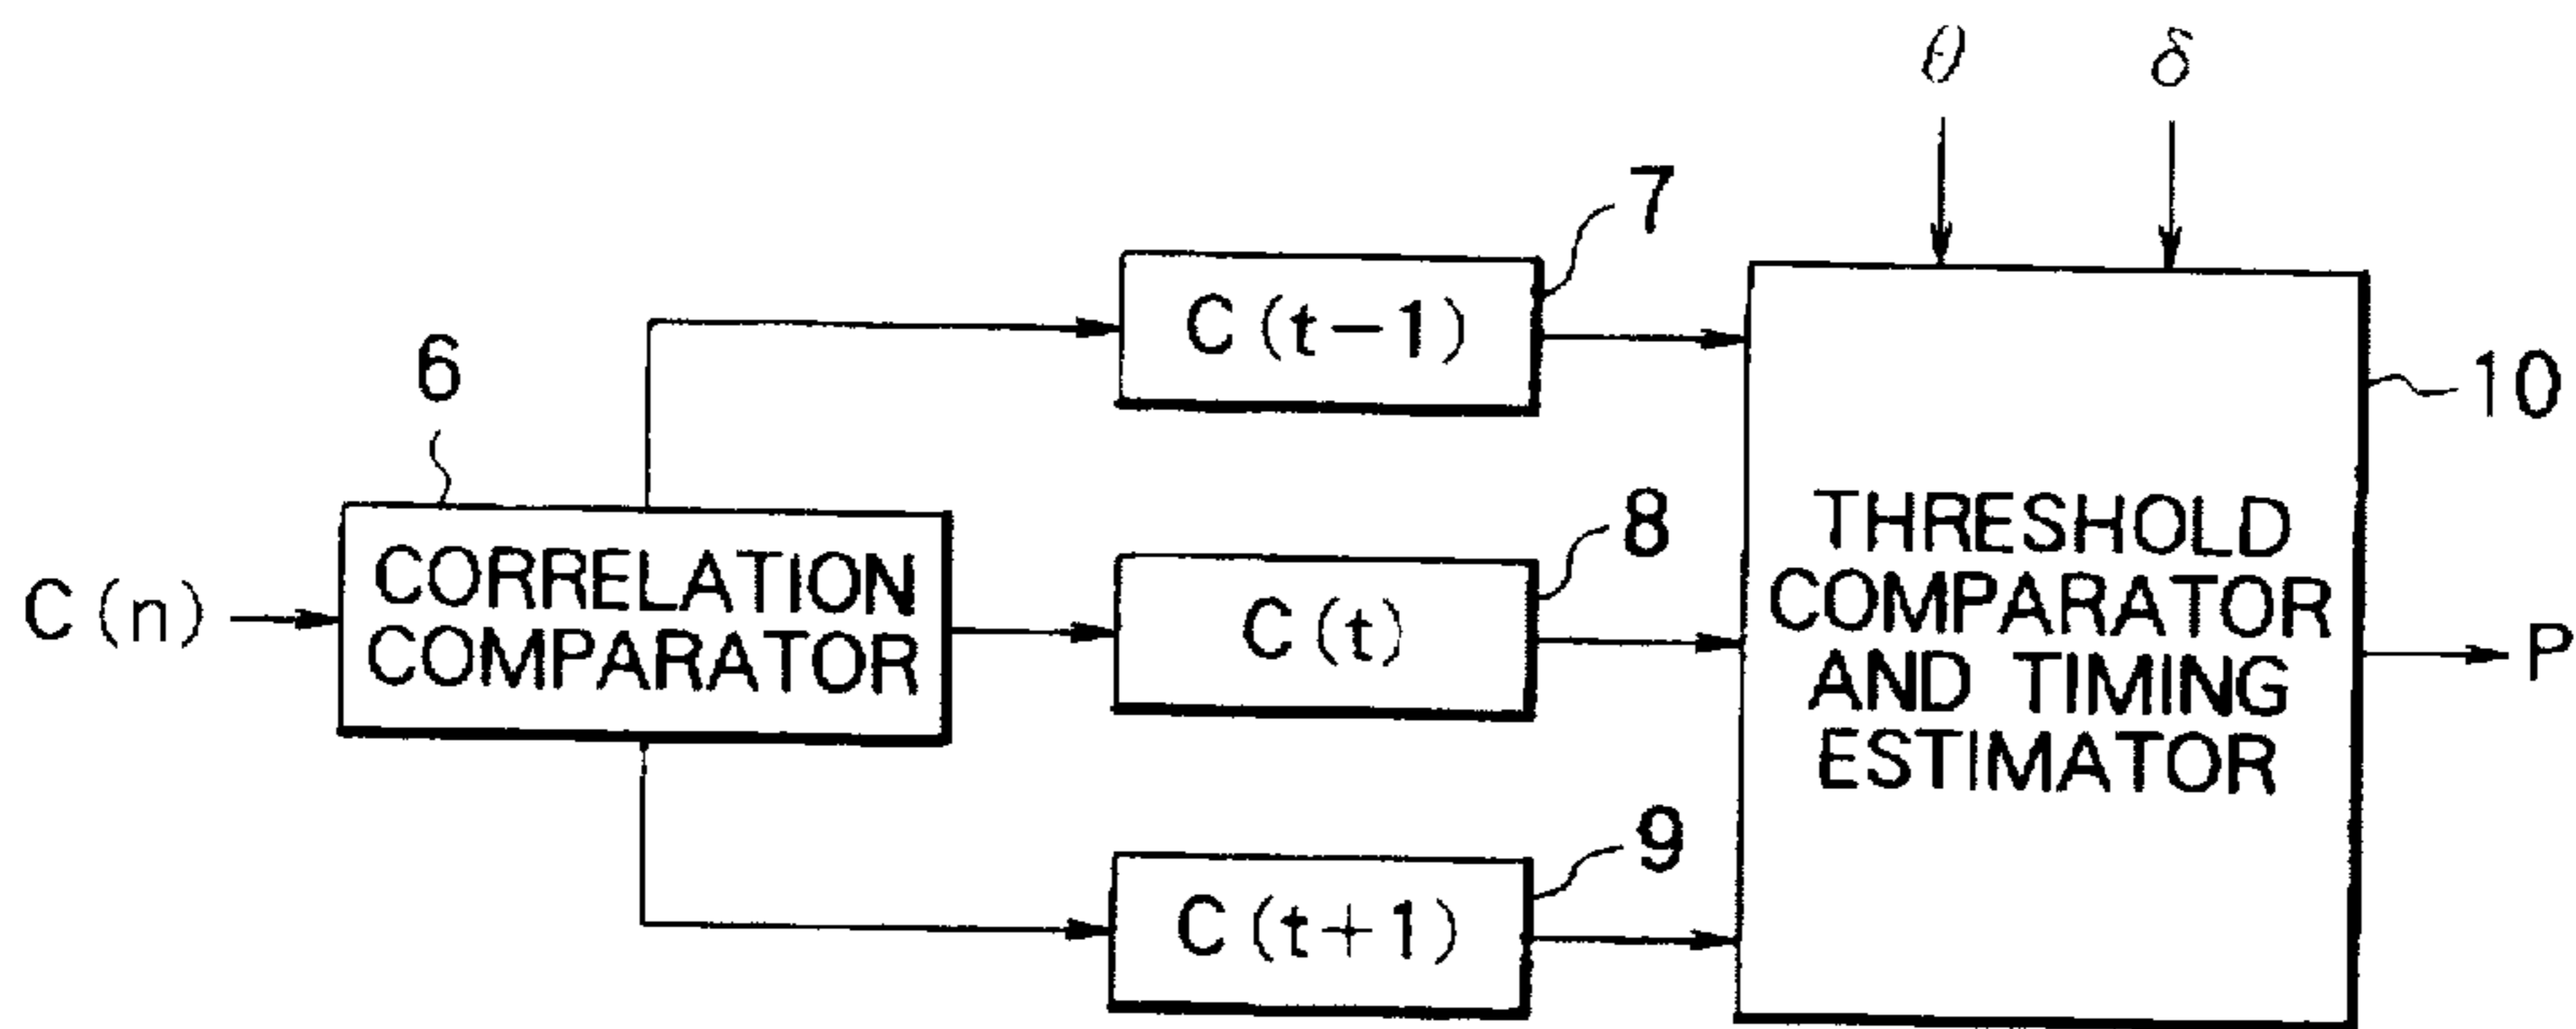 θ δ
7
C(t-1)
6
10
8
THRESHOLD
COMPARATOR
AND TIMING
ESTIMATOR
CORRELATION
COMPARATOR
C(n)
C(t)
P
9
C(t+1)